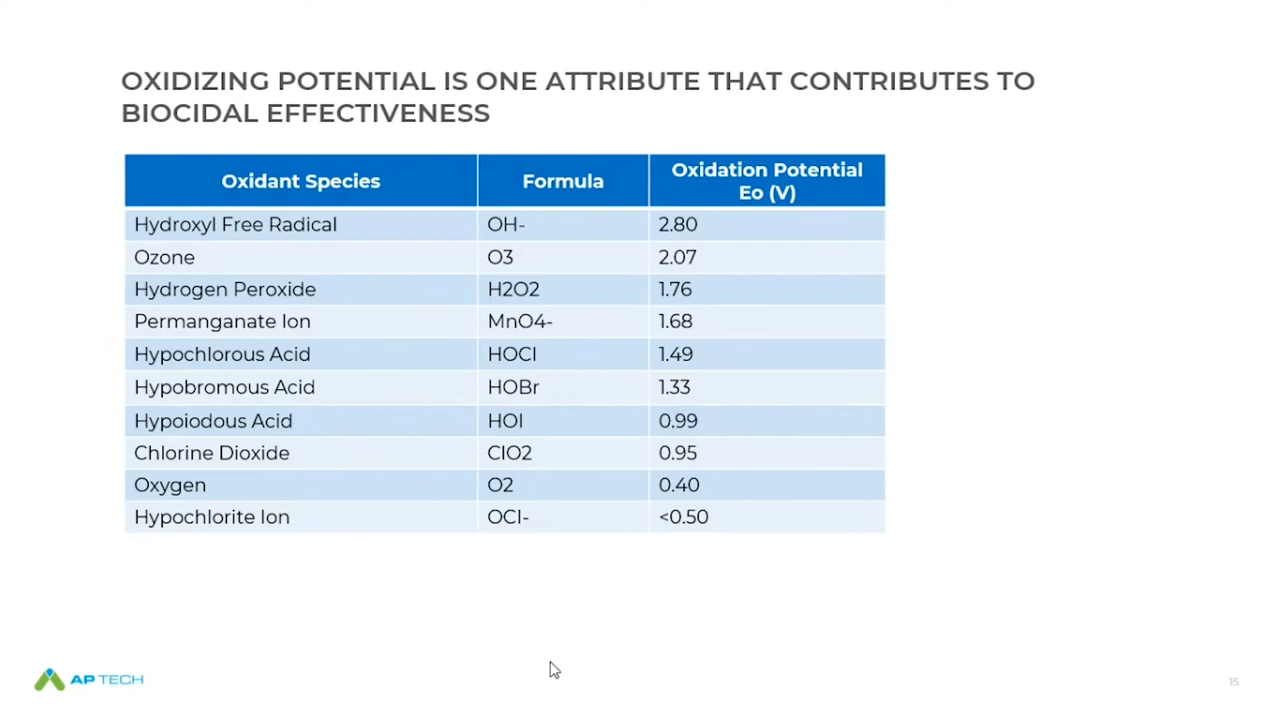 OXIDIZING POTENTIAL IS ONE ATTRIBUTE THAT CONTRIBUTES TO
BIOCIDAL EFFECTIVENESS
Oxidant Species Formula Oxidation Potential Eo (V)
Hydroxyl Free Radical OH- 2.80
Ozone O3 2.07
Hydrogen Peroxide H2O2 1.76
Permanganate Ion MnO4- 1.68
Hypochlorous Acid HOCl 1.49
Hypobromous Acid HOBr 1.33
Hypoiodous Acid HOI 0.99
Chlorine Dioxide ClO2 0.95
Oxygen O2 0.40
Hypochlorite Ion OCl- <0.50
AP TECH
15